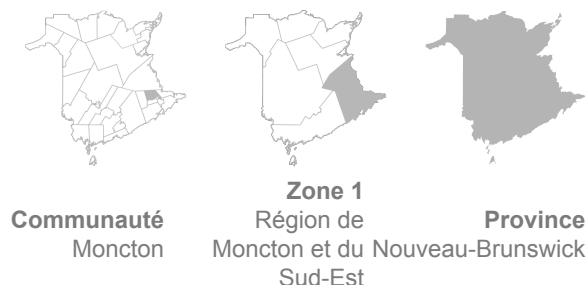 Communauté
Moncton
Zone 1
Région de
Moncton et du
Sud-Est
Province
Nouveau-Brunswick